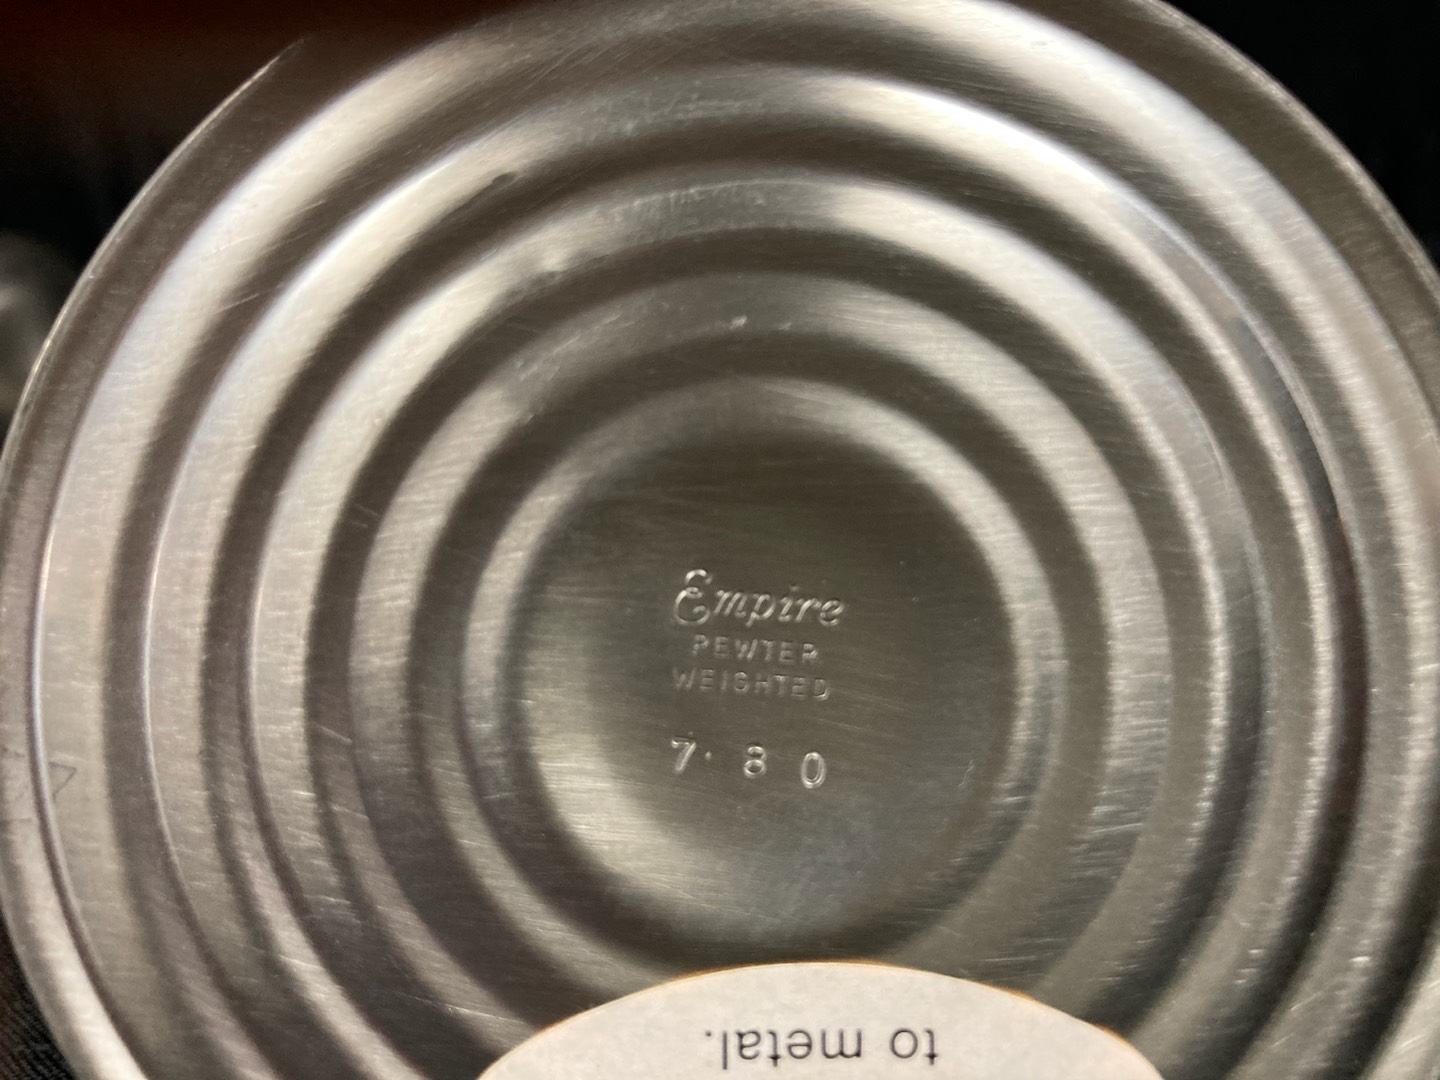 Empire
PEWTER
WEIGHTED
7·80
to metal.